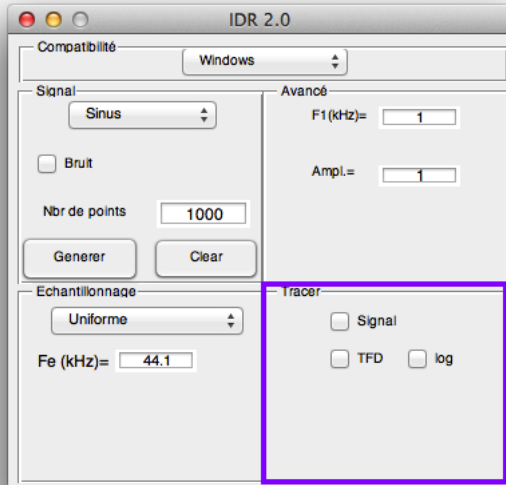 IDR 2.0
Compatibilité
Windows
Signal
Sinus
Bruit
Nbr de points 1000
Generer Clear
Avancé
F1(kHz)= 1
Ampl.= 1
Echantillonnage
Uniforme
Fe (kHz)= 44.1
Tracer
Signal
TFD log